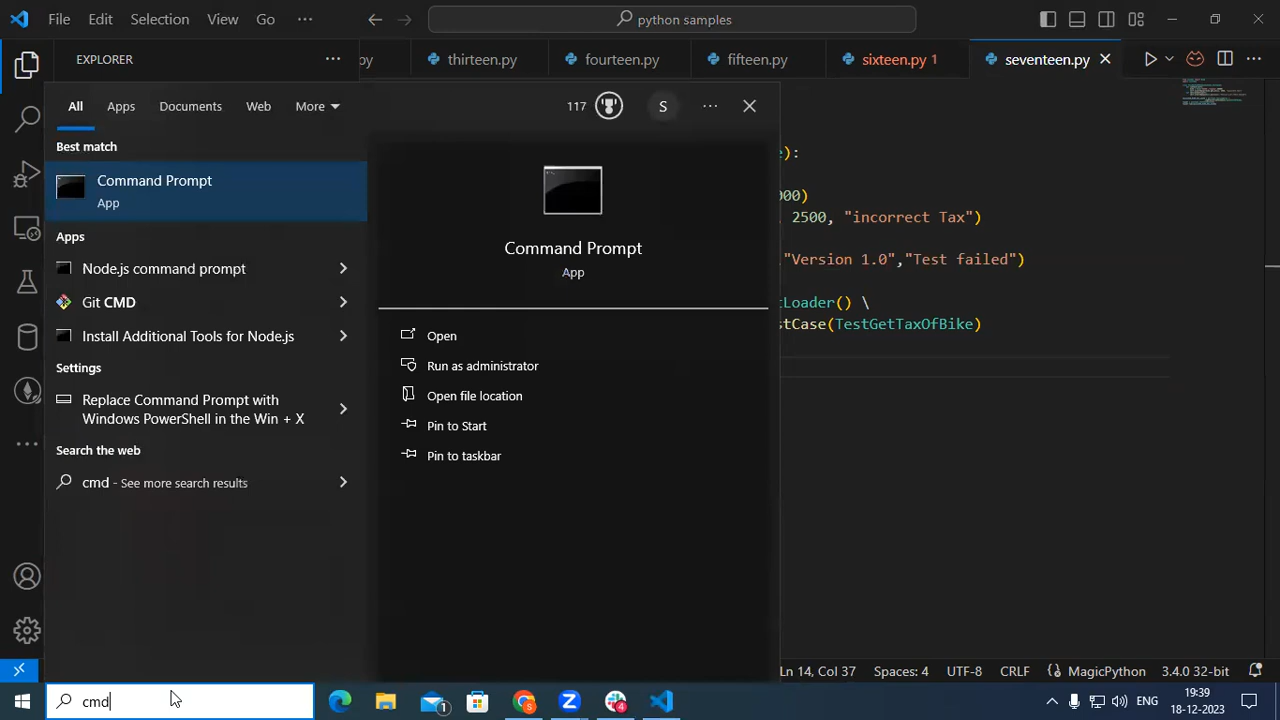 File Edit Selection View Go ··· python samples
EXPLORER ··· py thirteen.py fourteen.py fifteen.py sixteen.py 1 seventeen.py
All Apps Documents Web More 117 S ···
Best match
Command Prompt
App
Apps
Node.js command prompt
Git CMD
Install Additional Tools for Node.js
Settings
Replace Command Prompt with
Windows PowerShell in the Win + X
Search the web
cmd - See more search results
Command Prompt
App
Open
Run as administrator
Open file location
Pin to Start
Pin to taskbar
e):
000)
, 2500, "incorrect Tax")
"Version 1.0","Test failed")
tLoader() \
stCase(TestGetTaxOfBike)
Ln 14, Col 37 Spaces: 4 UTF-8 CRLF MagicPython 3.4.0 32-bit
cmd 1 4 ENG 19:39
18-12-2023